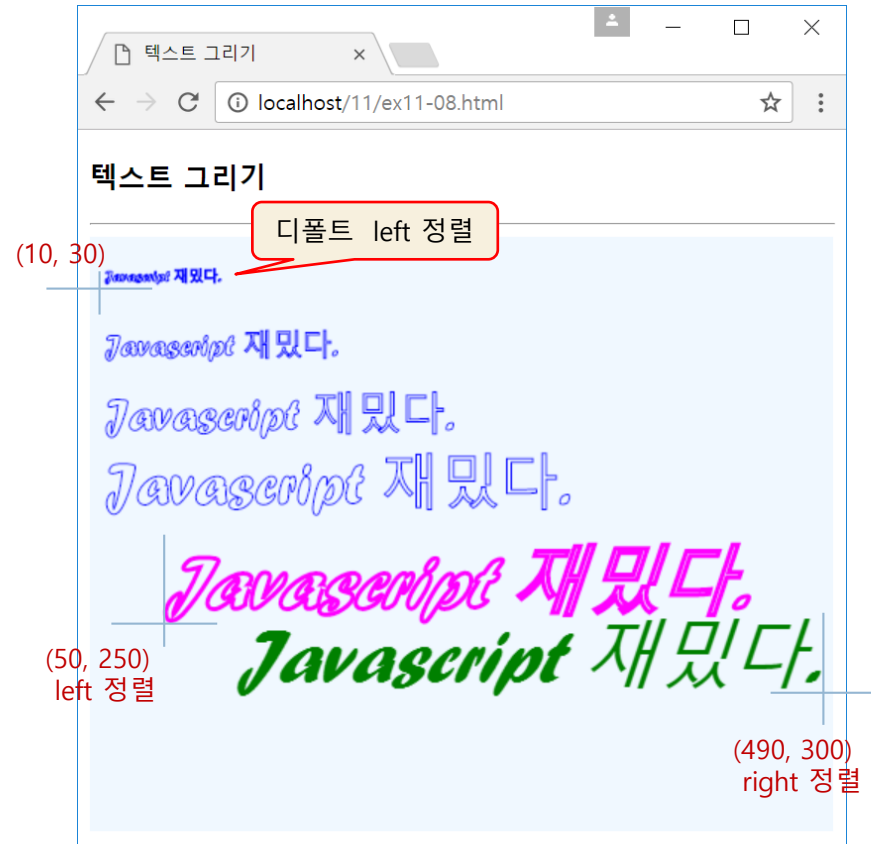 텍스트 그리기
localhost/11/ex11-08.html
텍스트 그리기
디폴트 left 정렬
(10, 30)
Javascript 재밌다.
Javascript 재밌다.
Javascript 재밌다.
Javascript 재밌다.
Javascript 재밌다.
Javascript 재밌다.
(50, 250)
left 정렬
(490, 300)
right 정렬